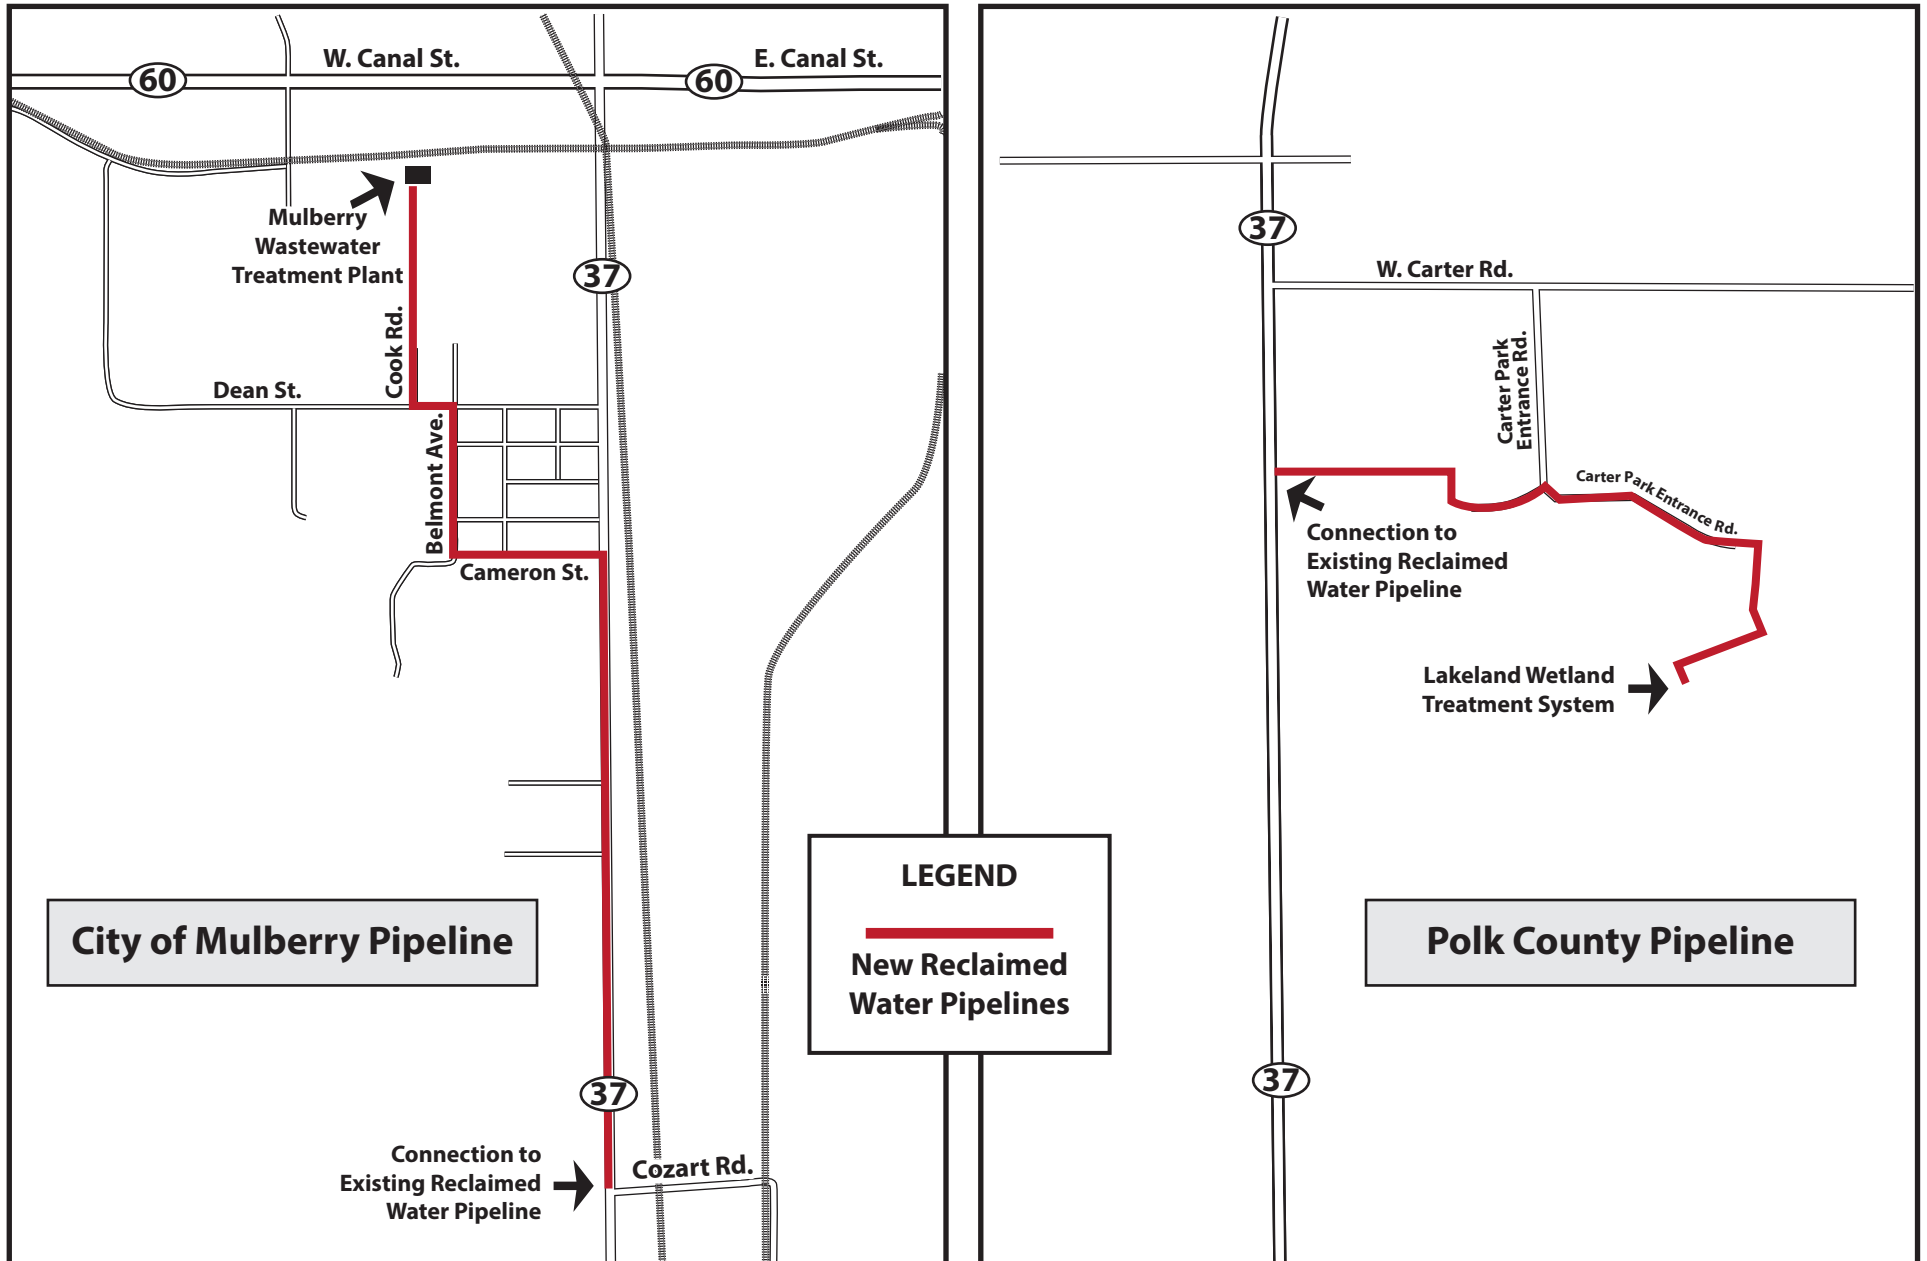 W. Canal St.
E. Canal St.
60
60
Mulberry
Wastewater
Treatment Plant
37
Cook Rd.
Dean St.
Belmont Ave.
Cameron St.
City of Mulberry Pipeline
37
Connection to
Existing Reclaimed
Water Pipeline
Cozart Rd.
LEGEND
New Reclaimed
Water Pipelines
37
W. Carter Rd.
Carter Park
Entrance Rd.
Carter Park Entrance Rd.
Connection to
Existing Reclaimed
Water Pipeline
Lakeland Wetland
Treatment System
Polk County Pipeline
37